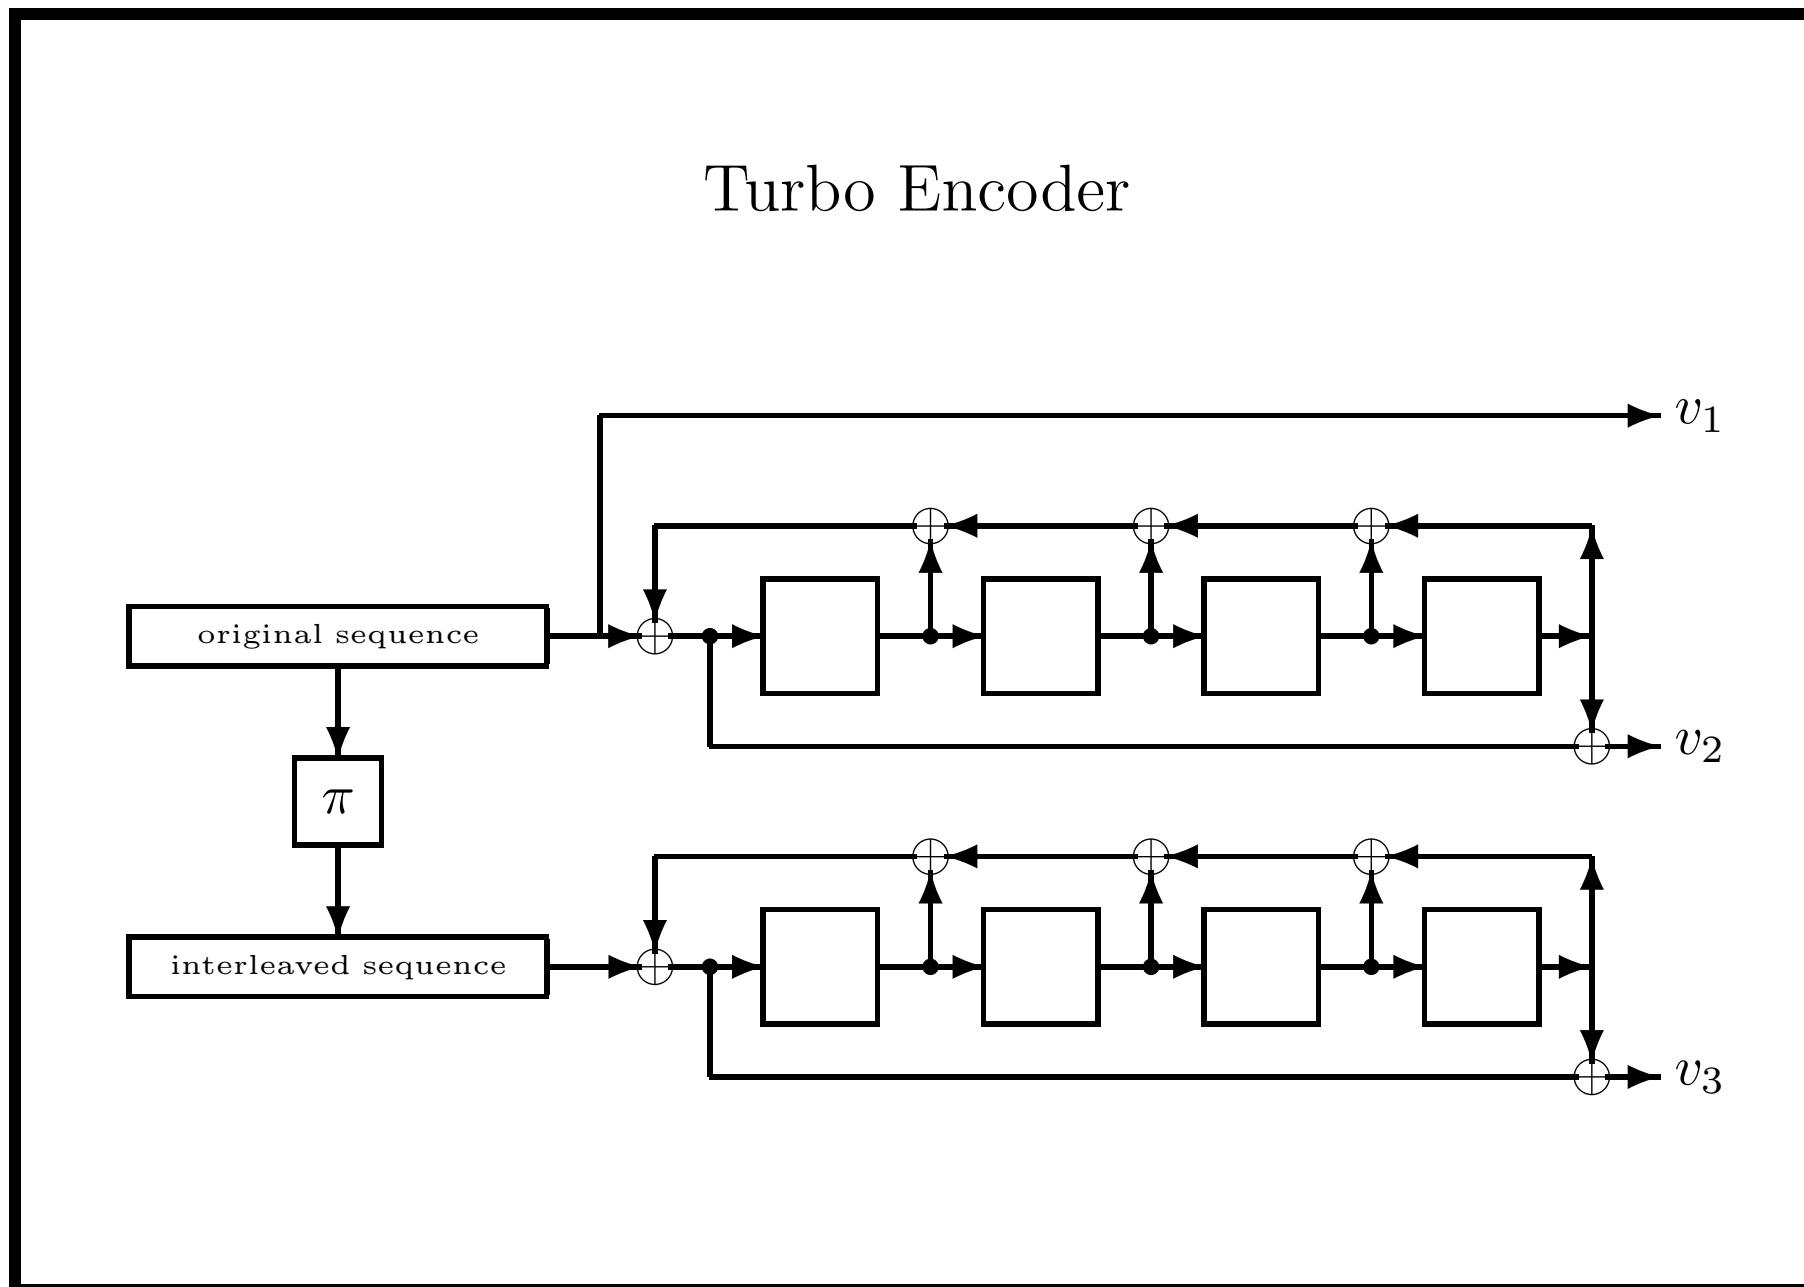 Turbo Encoder
v₁
original sequence
v₂
π
interleaved sequence
v₃